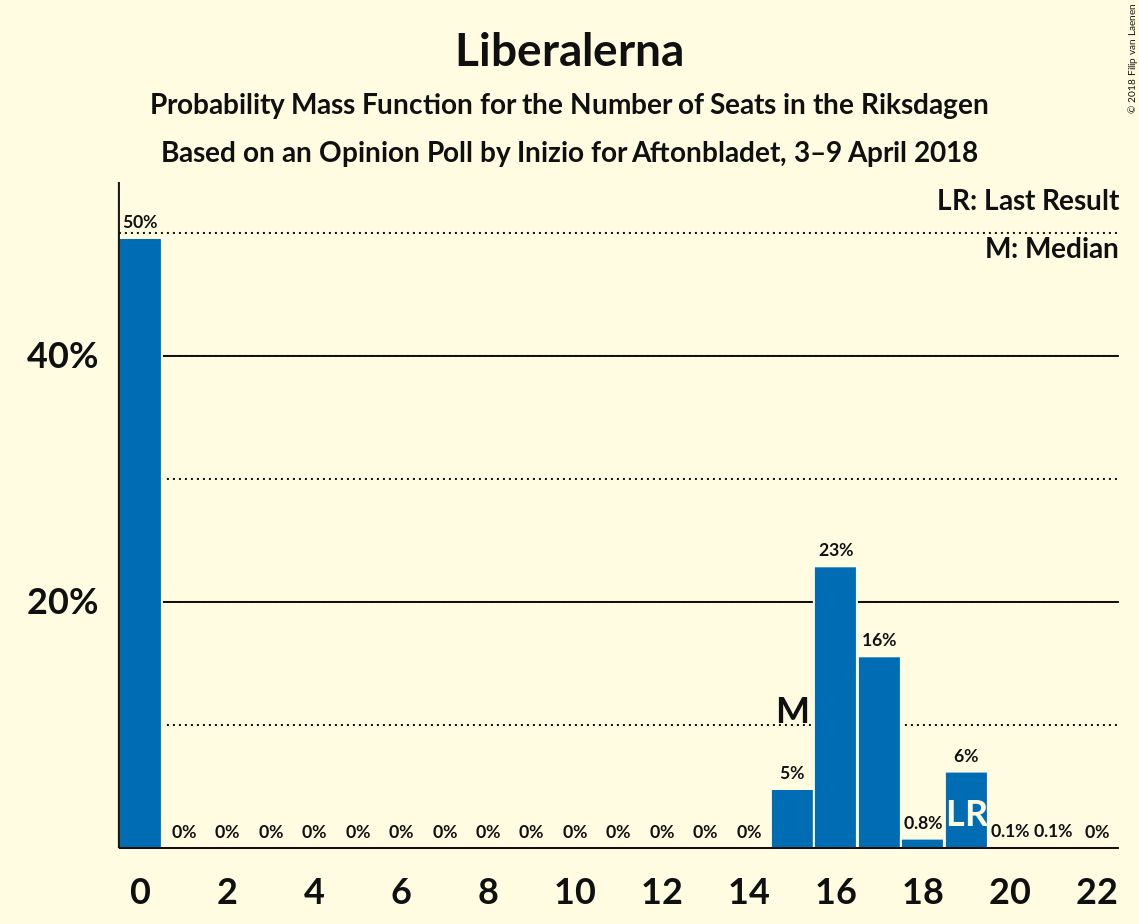 Liberalerna
Probability Mass Function for the Number of Seats in the Riksdagen
Based on an Opinion Poll by Inizio for Aftonbladet, 3–9 April 2018
© 2018 Filip van Laenen
LR: Last Result
M: Median
50%
40%
23%
20%
16%
M
6%
5%
LR
0% 0% 0% 0% 0% 0% 0% 0% 0% 0% 0% 0% 0% 0% 0.8% 0.1% 0.1% 0%
0 2 4 6 8 10 12 14 16 18 20 22